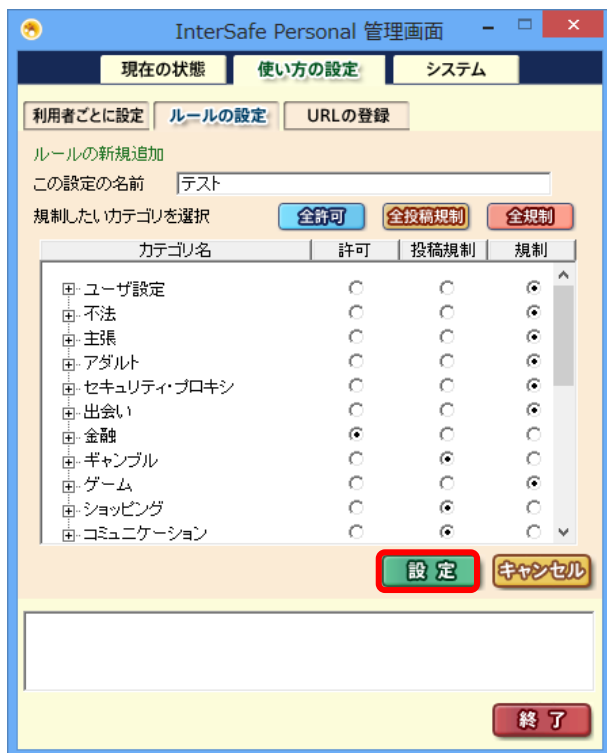 InterSafe Personal 管理画面
現在の状態 使い方の設定 システム
利用者ごとに設定 ルールの設定 URLの登録
ルールの新規追加
この設定の名前 テスト
規制したいカテゴリを選択 全許可 全投稿規制 全規制
カテゴリ名 許可 投稿規制 規制
ユーザ設定
不法
主張
アダルト
セキュリティ・プロキシ
出会い
金融
ギャンブル
ゲーム
ショッピング
コミュニケーション
設定 キャンセル
終了